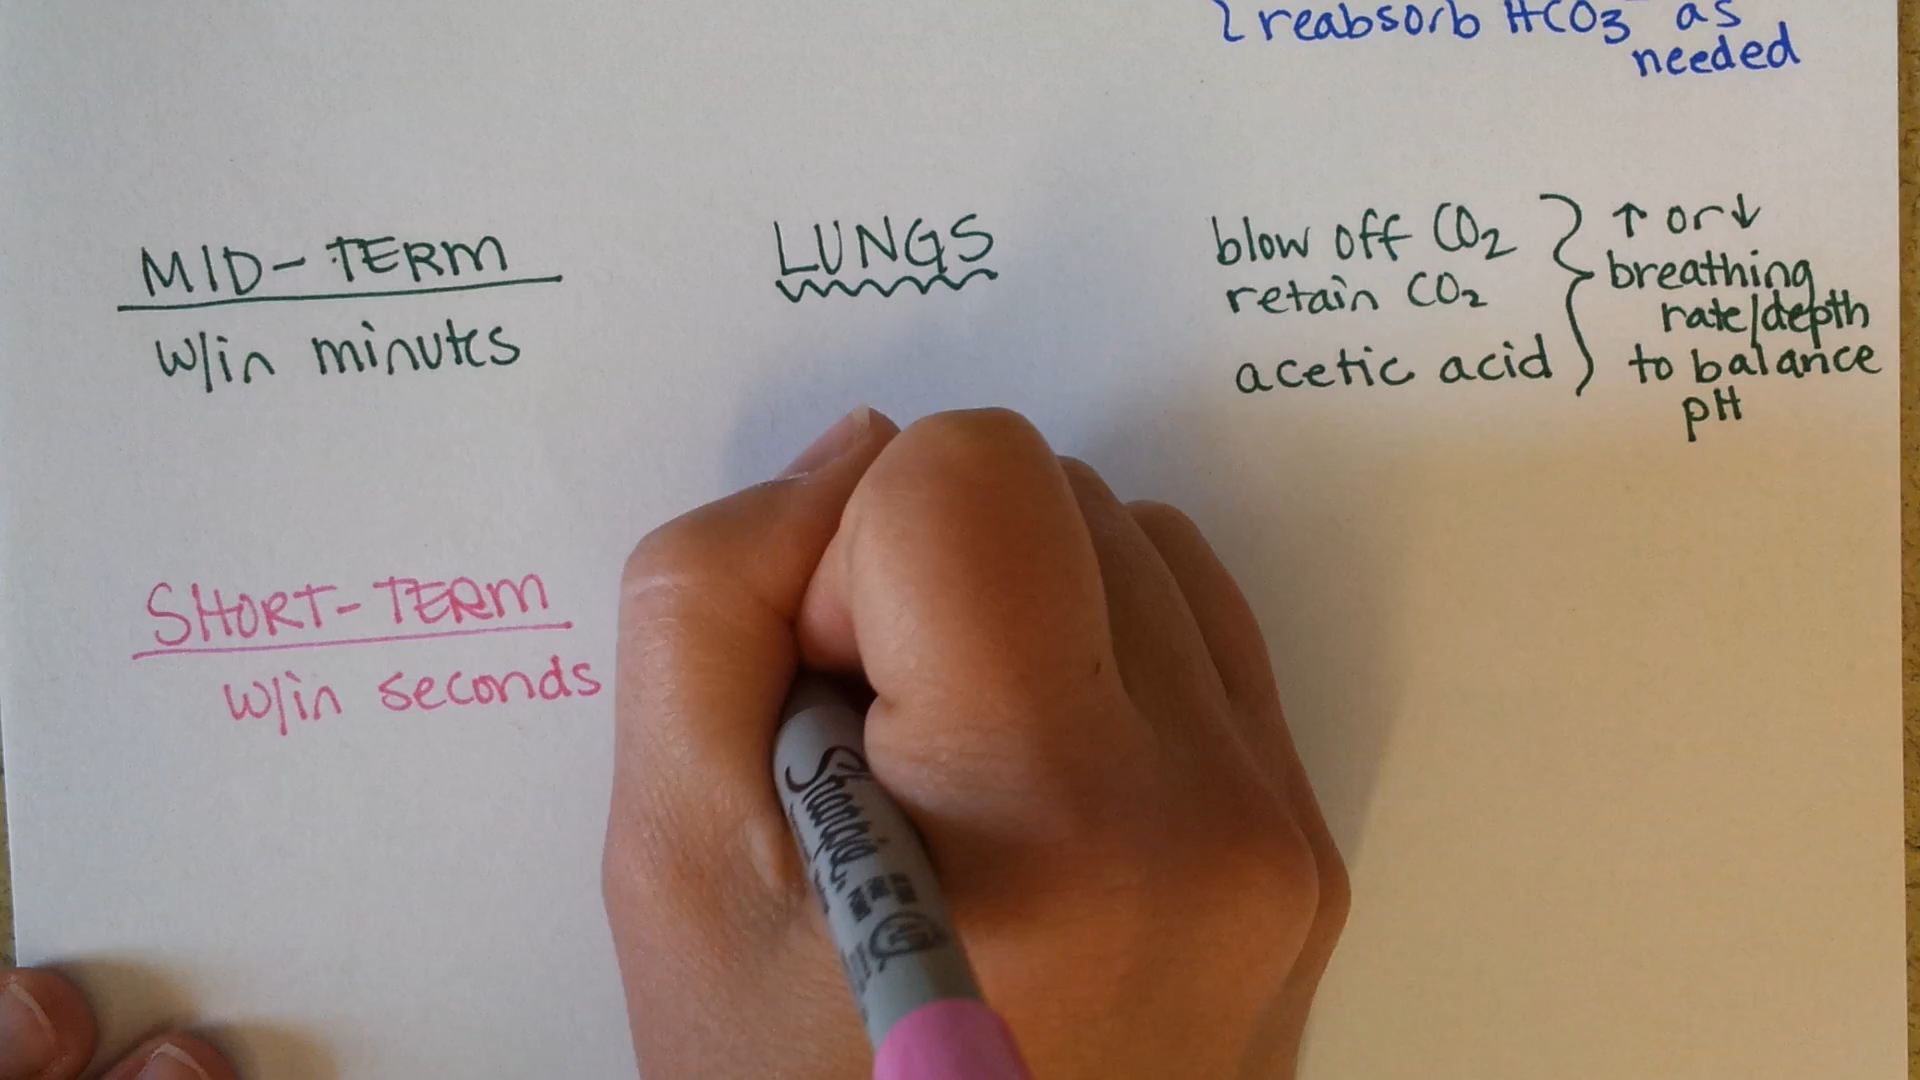 reabsorb HCO3⁻ as
needed
MID-TERM
w/in minutes
LUNGS
blow off CO2
retain CO2
acetic acid
↑ or ↓
breathing
rate/depth
to balance
pH
SHORT-TERM
w/in seconds
Sharpie